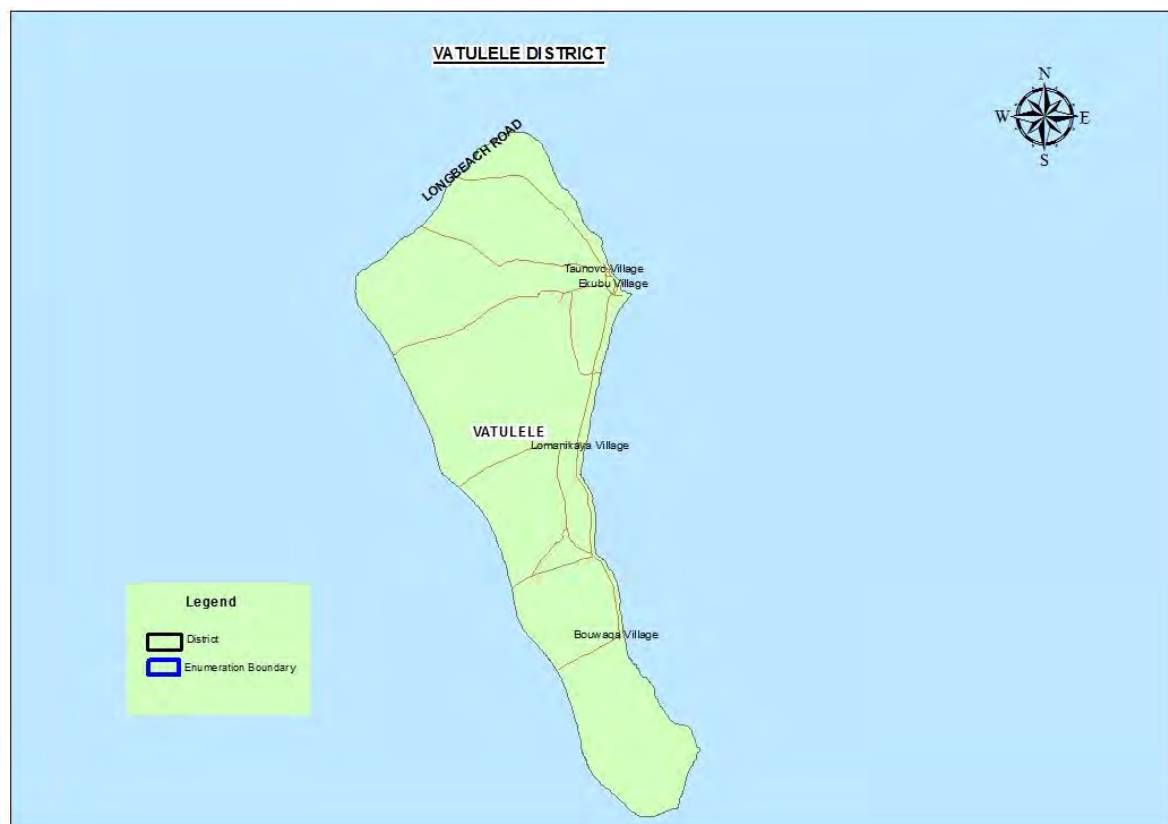 VATULELE DISTRICT
N
W E
S
LONGBEACH ROAD
Taunovo Village
Ekubu Village
VATULELE
Lomanikaya Village
Legend
District
Enumeration Boundary
Bouwaqa Village